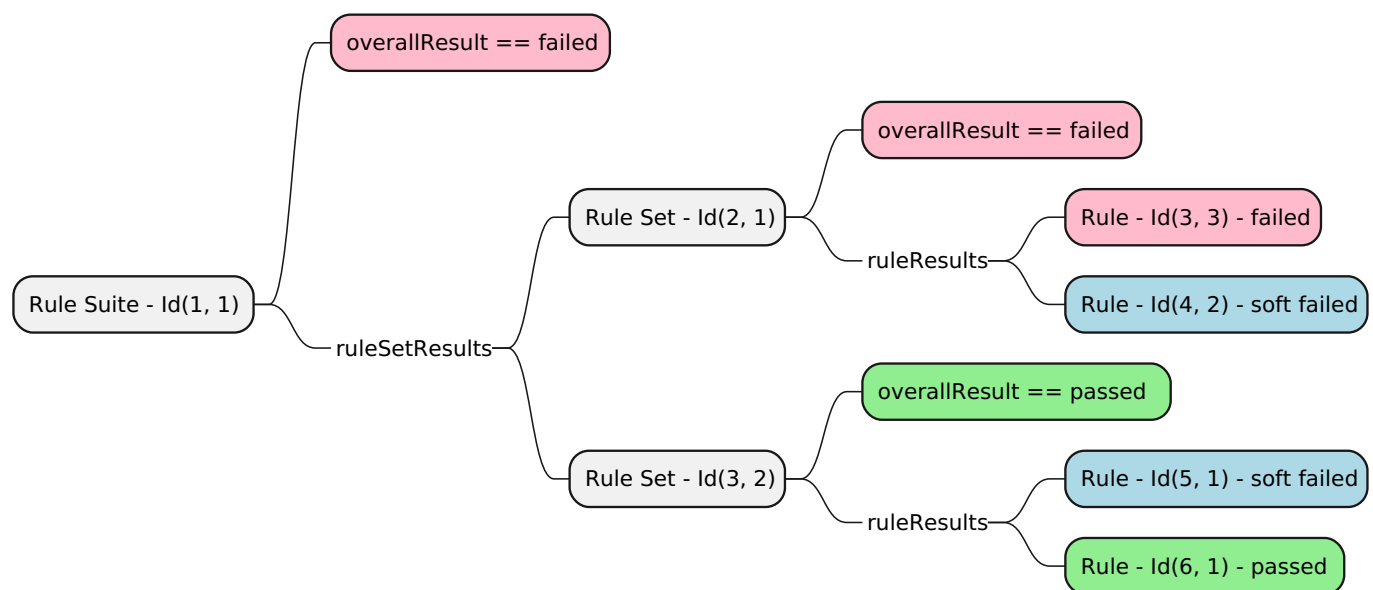 overallResult == failed
overallResult == failed
Rule Set - Id(2, 1)
Rule - Id(3, 3) - failed
ruleResults
Rule Suite - Id(1, 1)
Rule - Id(4, 2) - soft failed
ruleSetResults
overallResult == passed
Rule Set - Id(3, 2)
Rule - Id(5, 1) - soft failed
ruleResults
Rule - Id(6, 1) - passed